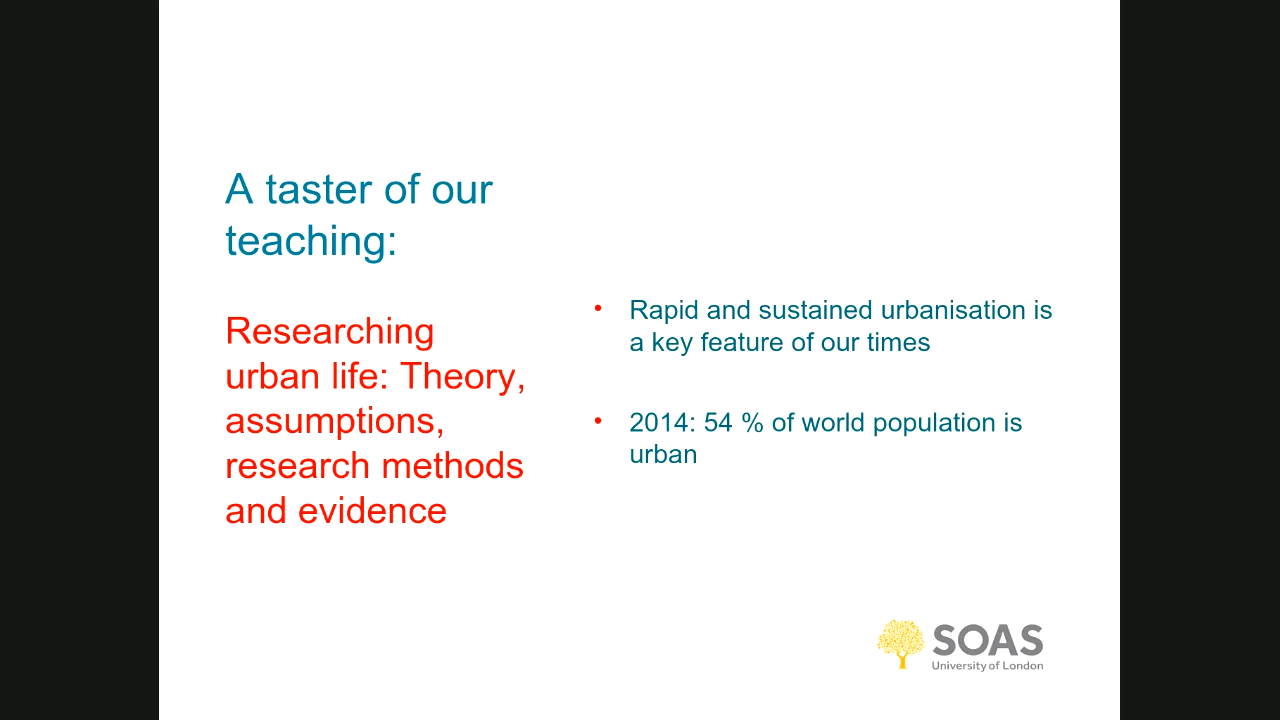 A taster of our
teaching:
Researching
urban life: Theory,
assumptions,
research methods
and evidence
• Rapid and sustained urbanisation is
a key feature of our times
• 2014: 54 % of world population is
urban
SOAS
University of London